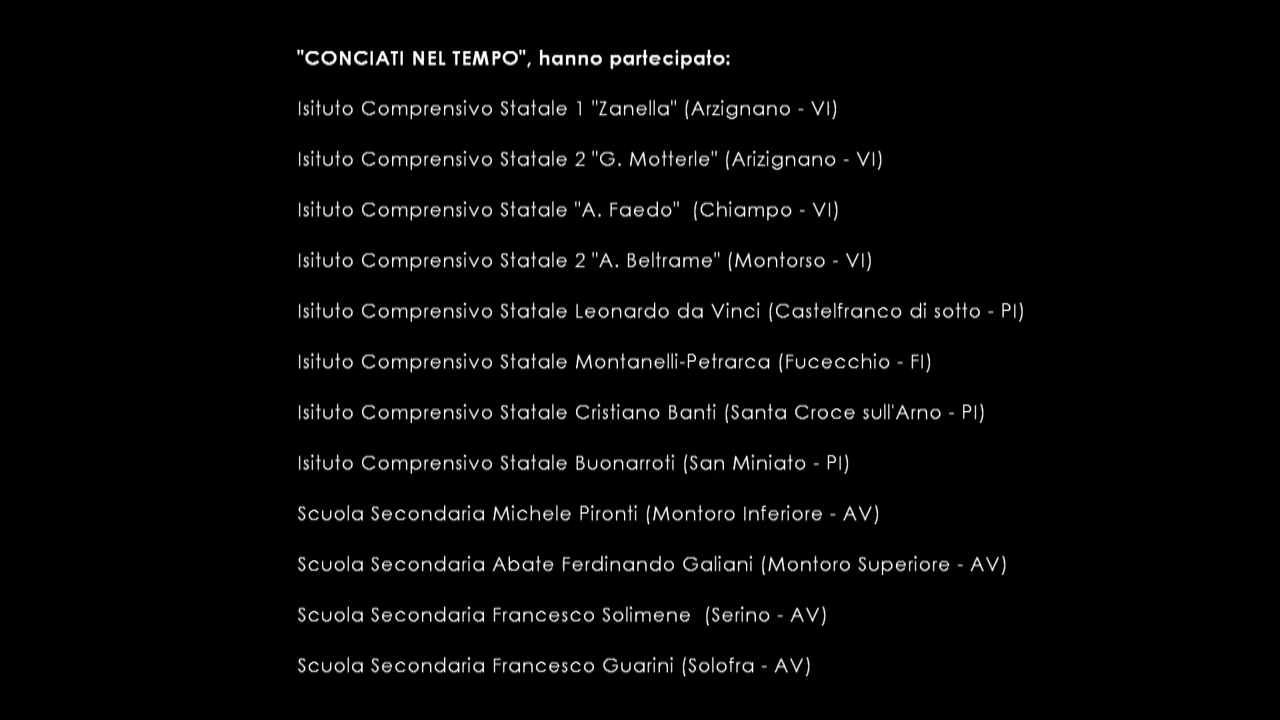 "CONCIATI NEL TEMPO", hanno partecipato:
Isituto Comprensivo Statale 1 "Zanella" (Arzignano - VI)
Isituto Comprensivo Statale 2 "G. Motterle" (Arizignano - VI)
Isituto Comprensivo Statale "A. Faedo"  (Chiampo - VI)
Isituto Comprensivo Statale 2 "A. Beltrame" (Montorso - VI)
Isituto Comprensivo Statale Leonardo da Vinci (Castelfranco di sotto - PI)
Isituto Comprensivo Statale Montanelli-Petrarca (Fucecchio - FI)
Isituto Comprensivo Statale Cristiano Banti (Santa Croce sull'Arno - PI)
Isituto Comprensivo Statale Buonarroti (San Miniato - PI)
Scuola Secondaria Michele Pironti (Montoro Inferiore - AV)
Scuola Secondaria Abate Ferdinando Galiani (Montoro Superiore - AV)
Scuola Secondaria Francesco Solimene  (Serino - AV)
Scuola Secondaria Francesco Guarini (Solofra - AV)